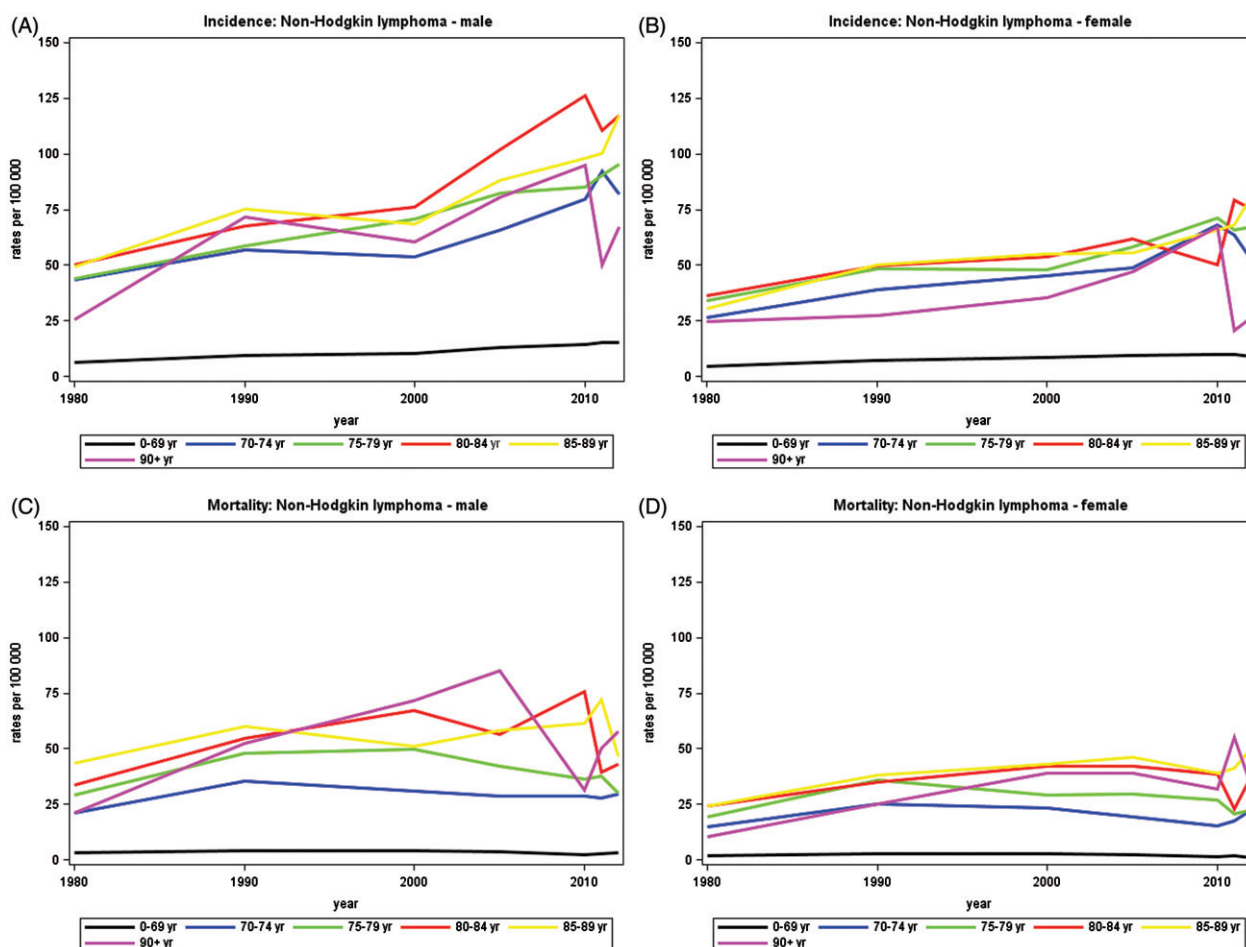 (A)
Incidence: Non-Hodgkin lymphoma - male
150
125
100
75
50
25
0
rates per 100 000
1980 1990 2000 2010
year
0-69 yr 70-74 yr 75-79 yr 80-84 yr 85-89 yr
90+ yr
(B)
Incidence: Non-Hodgkin lymphoma - female
150
125
100
75
50
25
0
rates per 100 000
1980 1990 2000 2010
year
0-69 yr 70-74 yr 75-79 yr 80-84 yr 85-89 yr
90+ yr
(C)
Mortality: Non-Hodgkin lymphoma - male
150
125
100
75
50
25
0
rates per 100 000
1980 1990 2000 2010
year
0-69 yr 70-74 yr 75-79 yr 80-84 yr 85-89 yr
90+ yr
(D)
Mortality: Non-Hodgkin lymphoma - female
150
125
100
75
50
25
0
rates per 100 000
1980 1990 2000 2010
year
0-69 yr 70-74 yr 75-79 yr 80-84 yr 85-89 yr
90+ yr